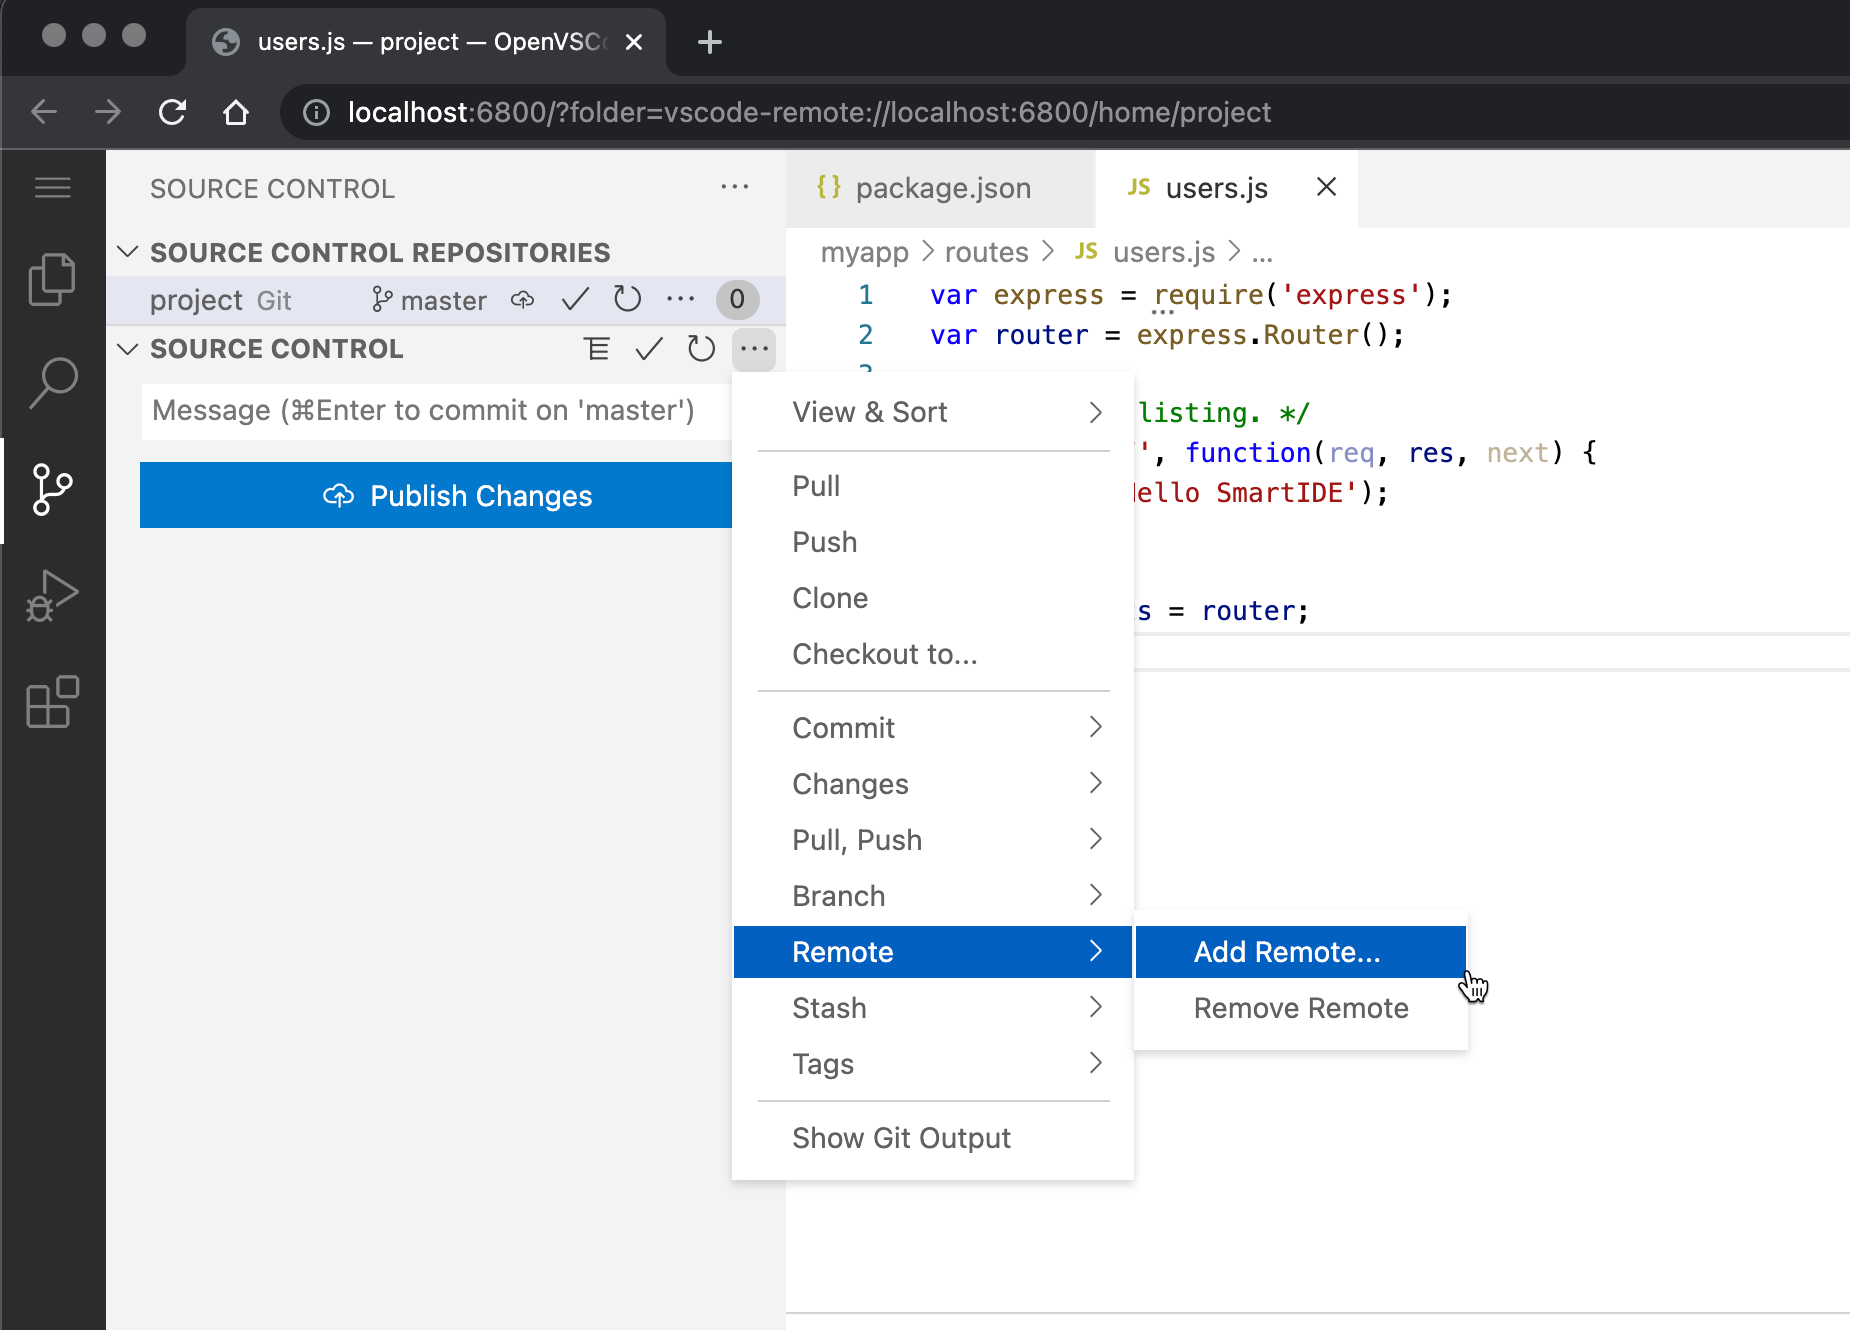 users.js — project — OpenVSCo
localhost:6800/?folder=vscode-remote://localhost:6800/home/project
SOURCE CONTROL
SOURCE CONTROL REPOSITORIES
project Git master 0
SOURCE CONTROL
Message (⌘Enter to commit on 'master')
Publish Changes
{} package.json
JS users.js
myapp > routes > JS users.js > ...
1 var express = require('express');
2 var router = express.Router();
listing. */
', function(req, res, next) {
ello SmartIDE');
s = router;
View & Sort
Pull
Push
Clone
Checkout to...
Commit
Changes
Pull, Push
Branch
Remote
Stash
Tags
Show Git Output
Add Remote...
Remove Remote